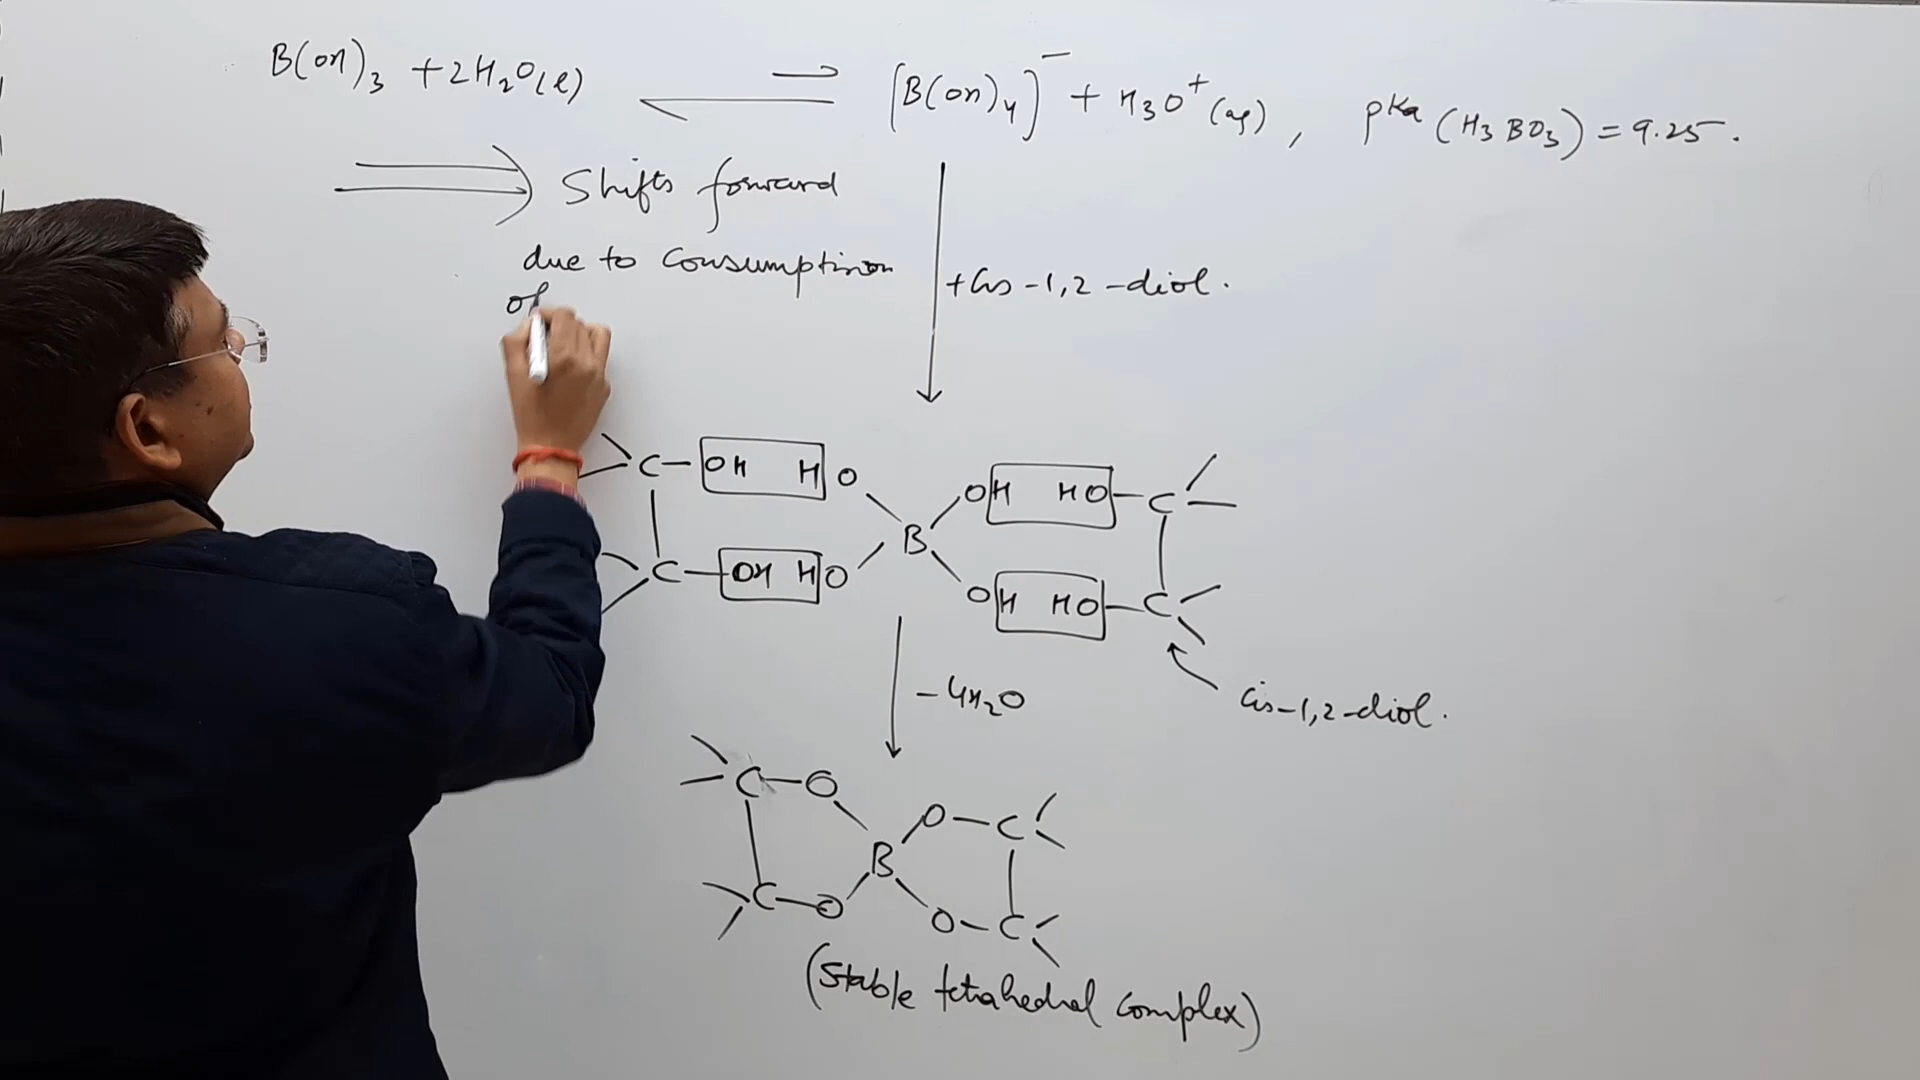 B(OH)3 + 2H2O(l) ⇌ [B(OH)4]⁻ + H3O⁺ (aq), pKa (H3BO3) = 9.25.
Shifts forward
due to consumption
of
+Cis-1,2-diol.
C-OH HO OH HO-C
B
C-OH HO OH HO-C
-4H2O
cis-1,2-diol.
C-O O-C
B
C-O O-C
(Stable tetrahedral complex)